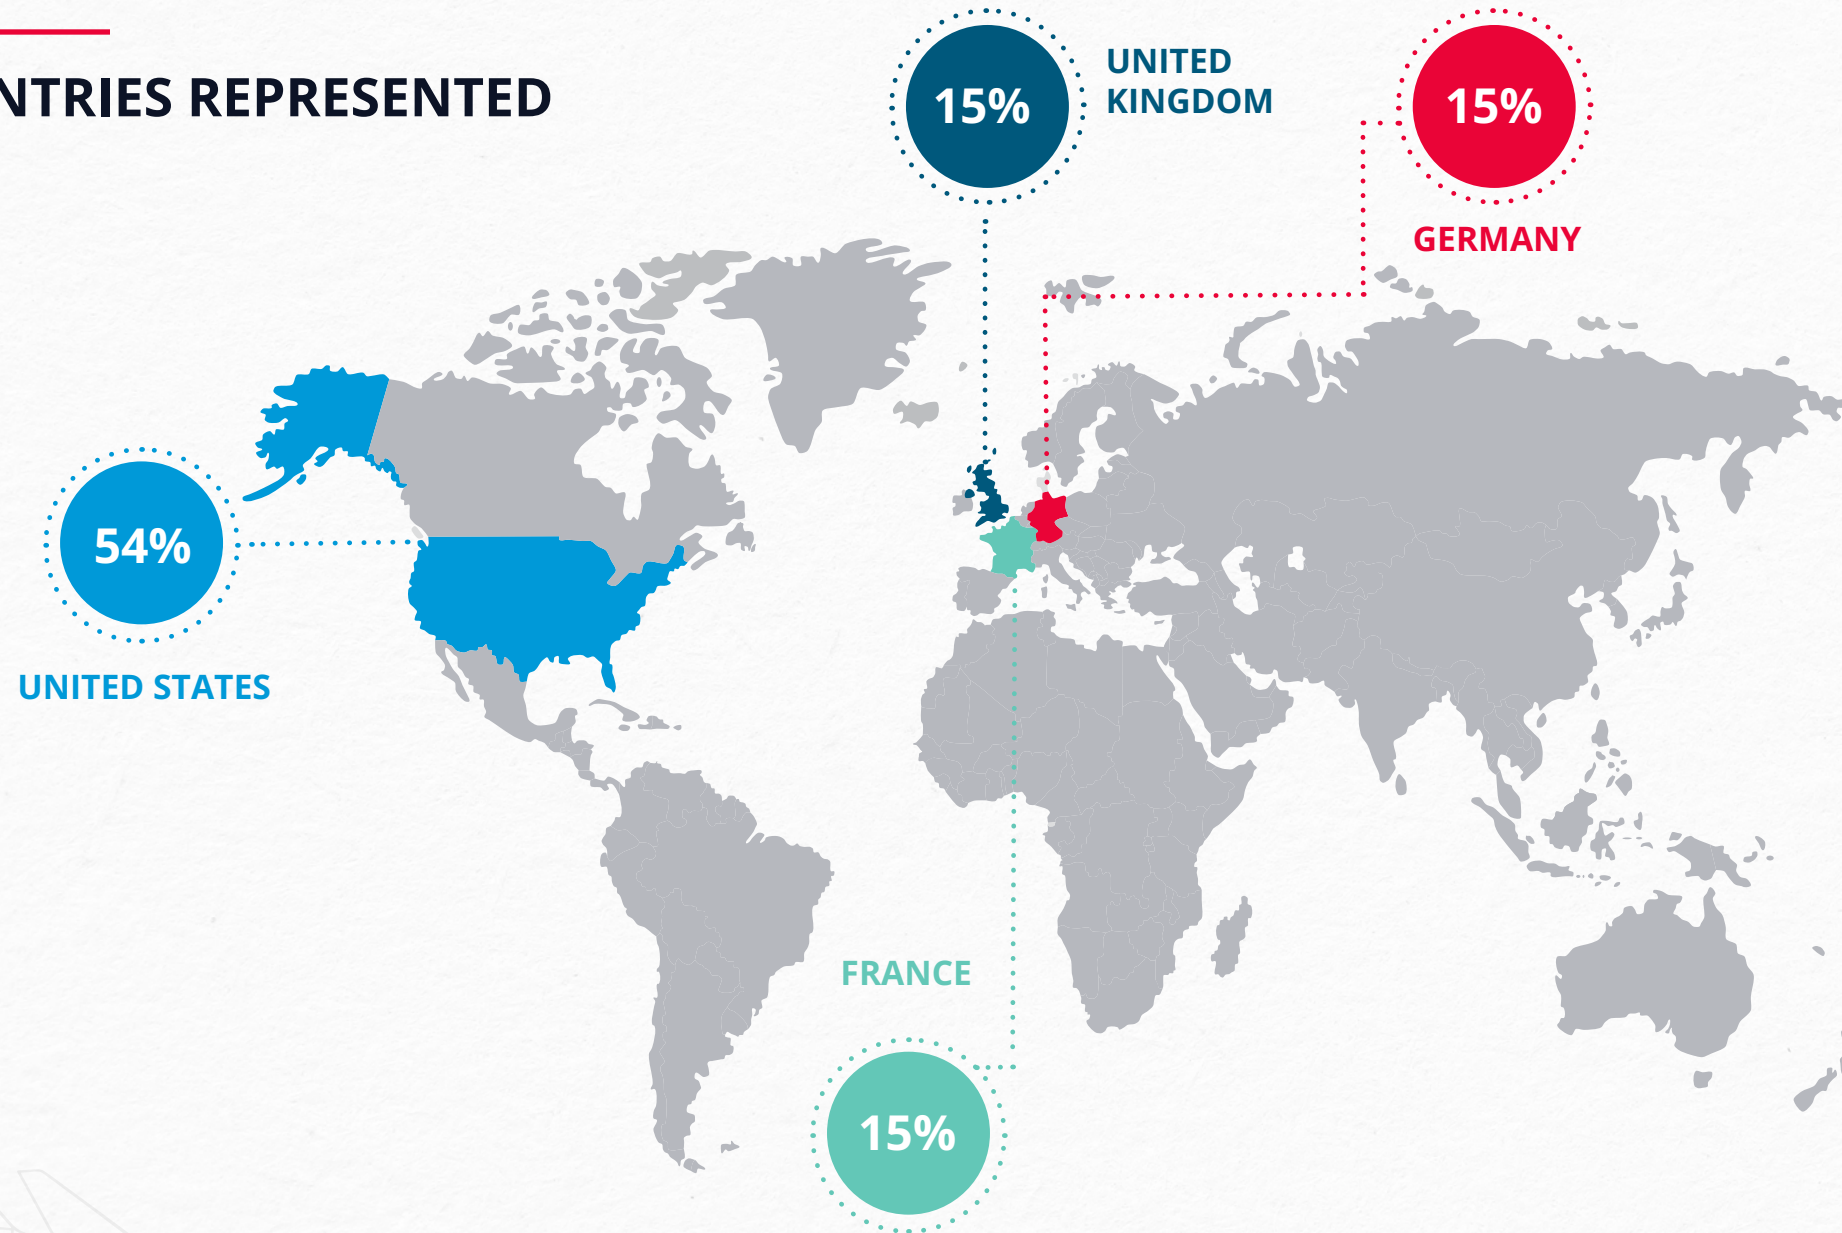 NTRIES REPRESENTED
15%
UNITED
KINGDOM
15%
GERMANY
54%
UNITED STATES
FRANCE
15%